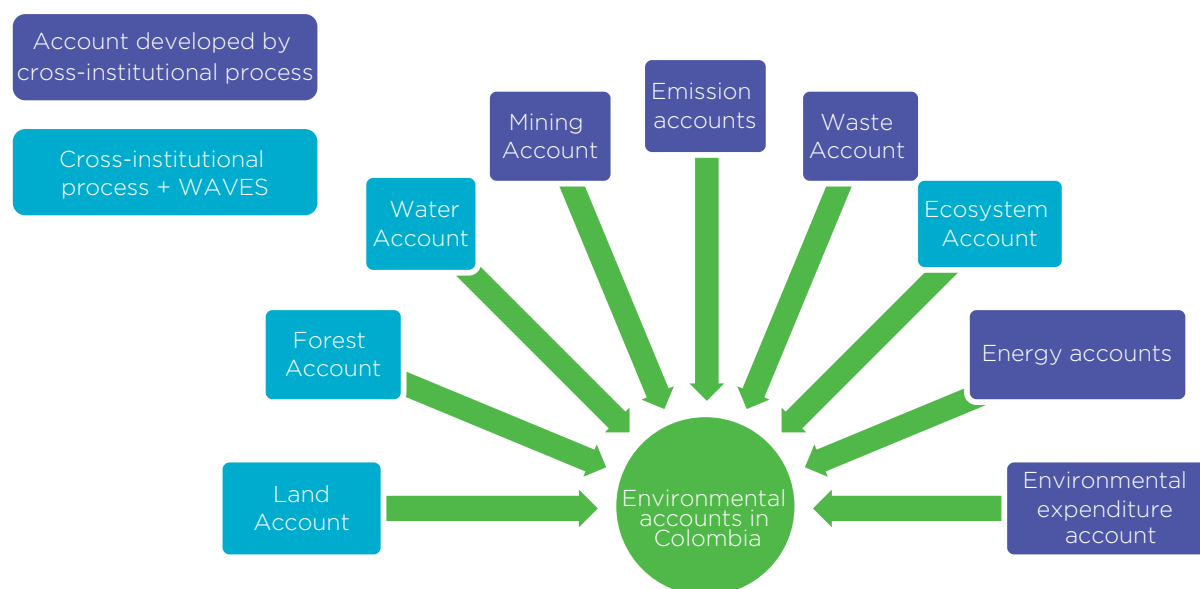 Account developed by
cross-institutional process
Cross-institutional
process + WAVES
Land
Account
Forest
Account
Water
Account
Mining
Account
Emission
accounts
Waste
Account
Ecosystem
Account
Energy accounts
Environmental
expenditure
account
Environmental
accounts in
Colombia